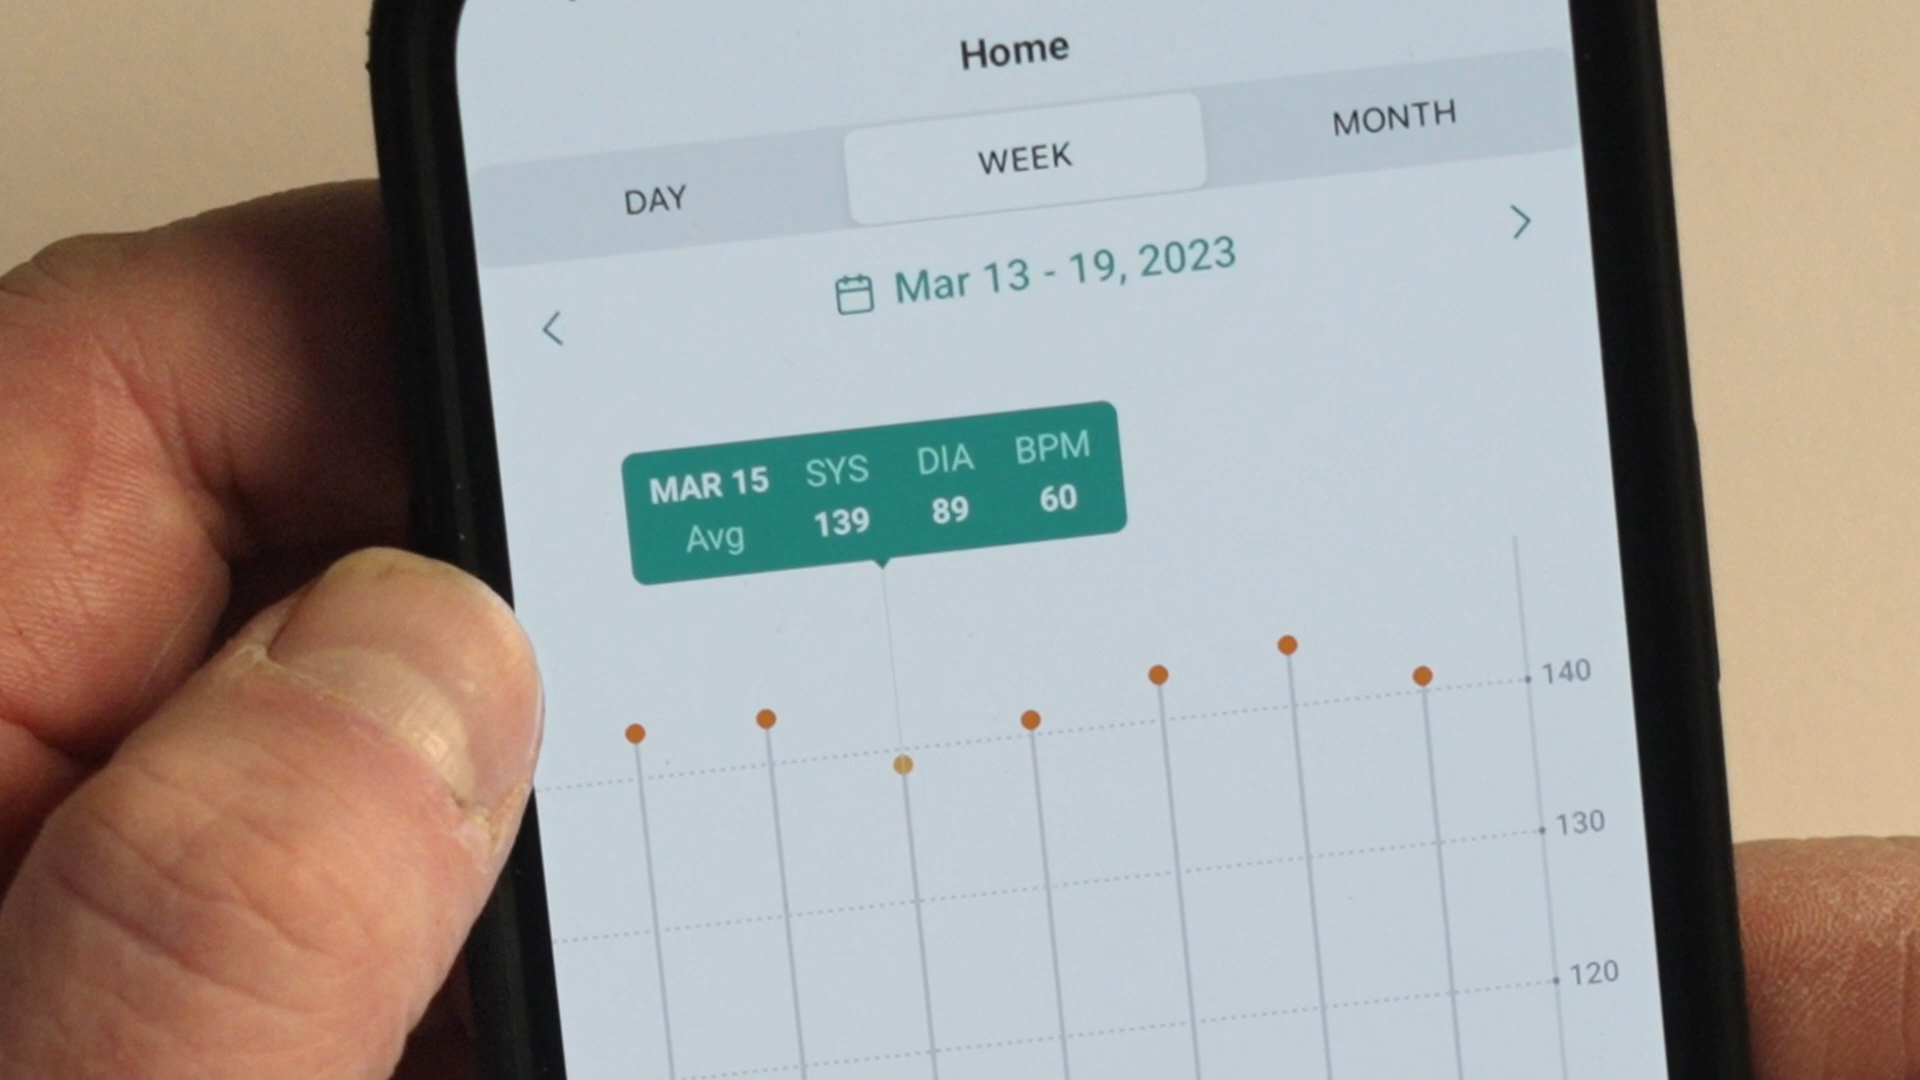 Home
DAY WEEK MONTH
Mar 13 - 19, 2023
MAR 15 SYS DIA BPM
Avg 139 89 60
140
130
120